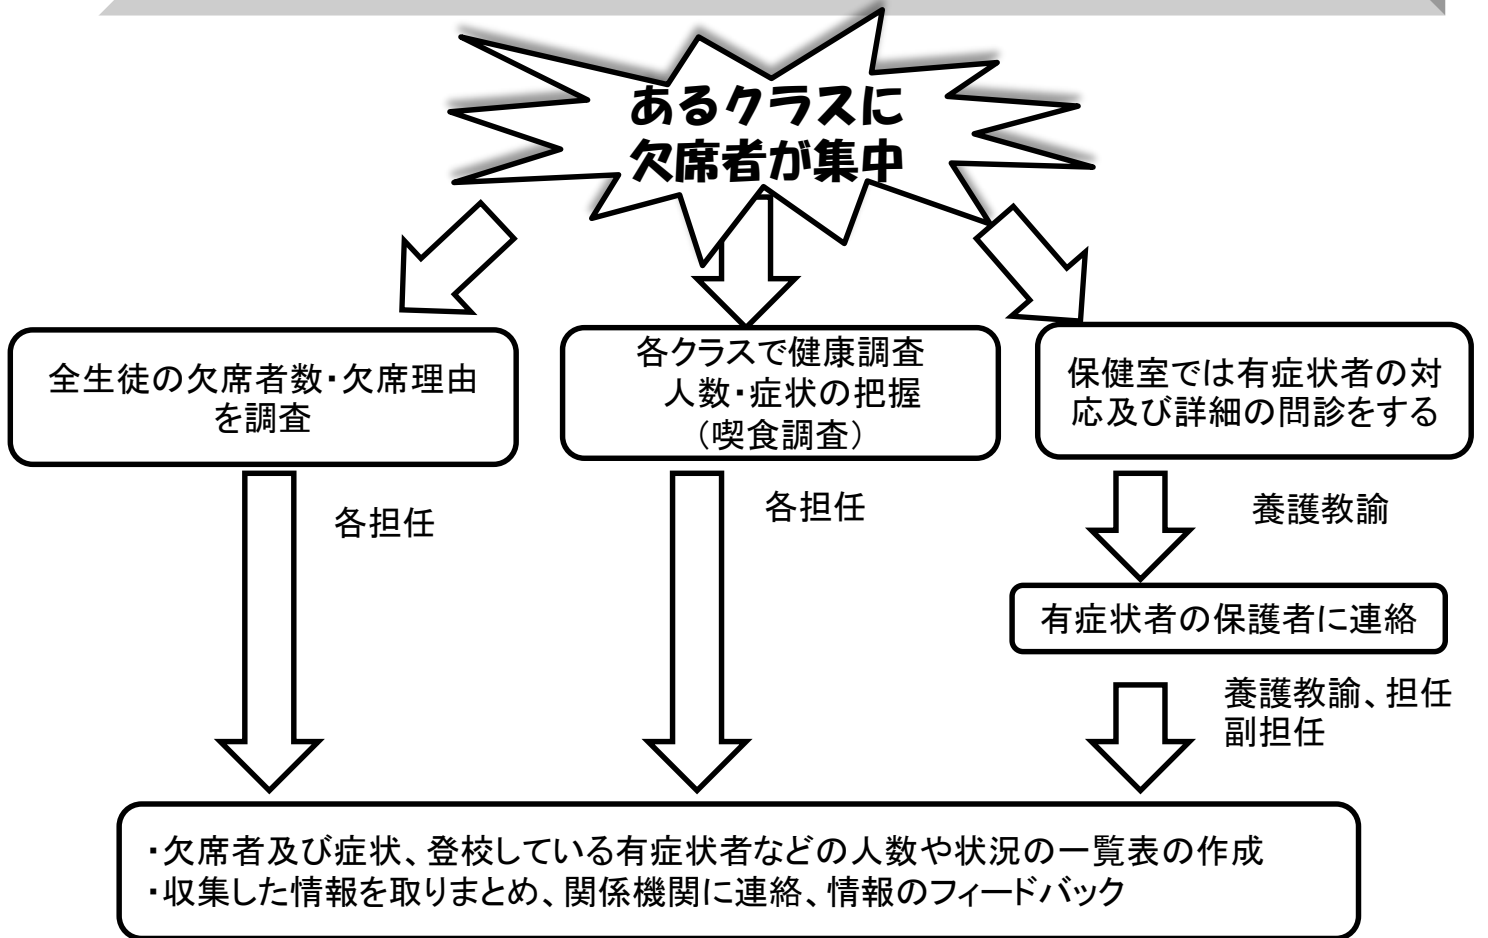 あるクラスに
欠席者が集中
全生徒の欠席者数・欠席理由
を調査
各クラスで健康調査
人数・症状の把握
（喫食調査）
保健室では有症状者の対
応及び詳細の問診をする
各担任
各担任
養護教諭
有症状者の保護者に連絡
養護教諭、担任
副担任
・欠席者及び症状、登校している有症状者などの人数や状況の一覧表の作成
・収集した情報を取りまとめ、関係機関に連絡、情報のフィードバック